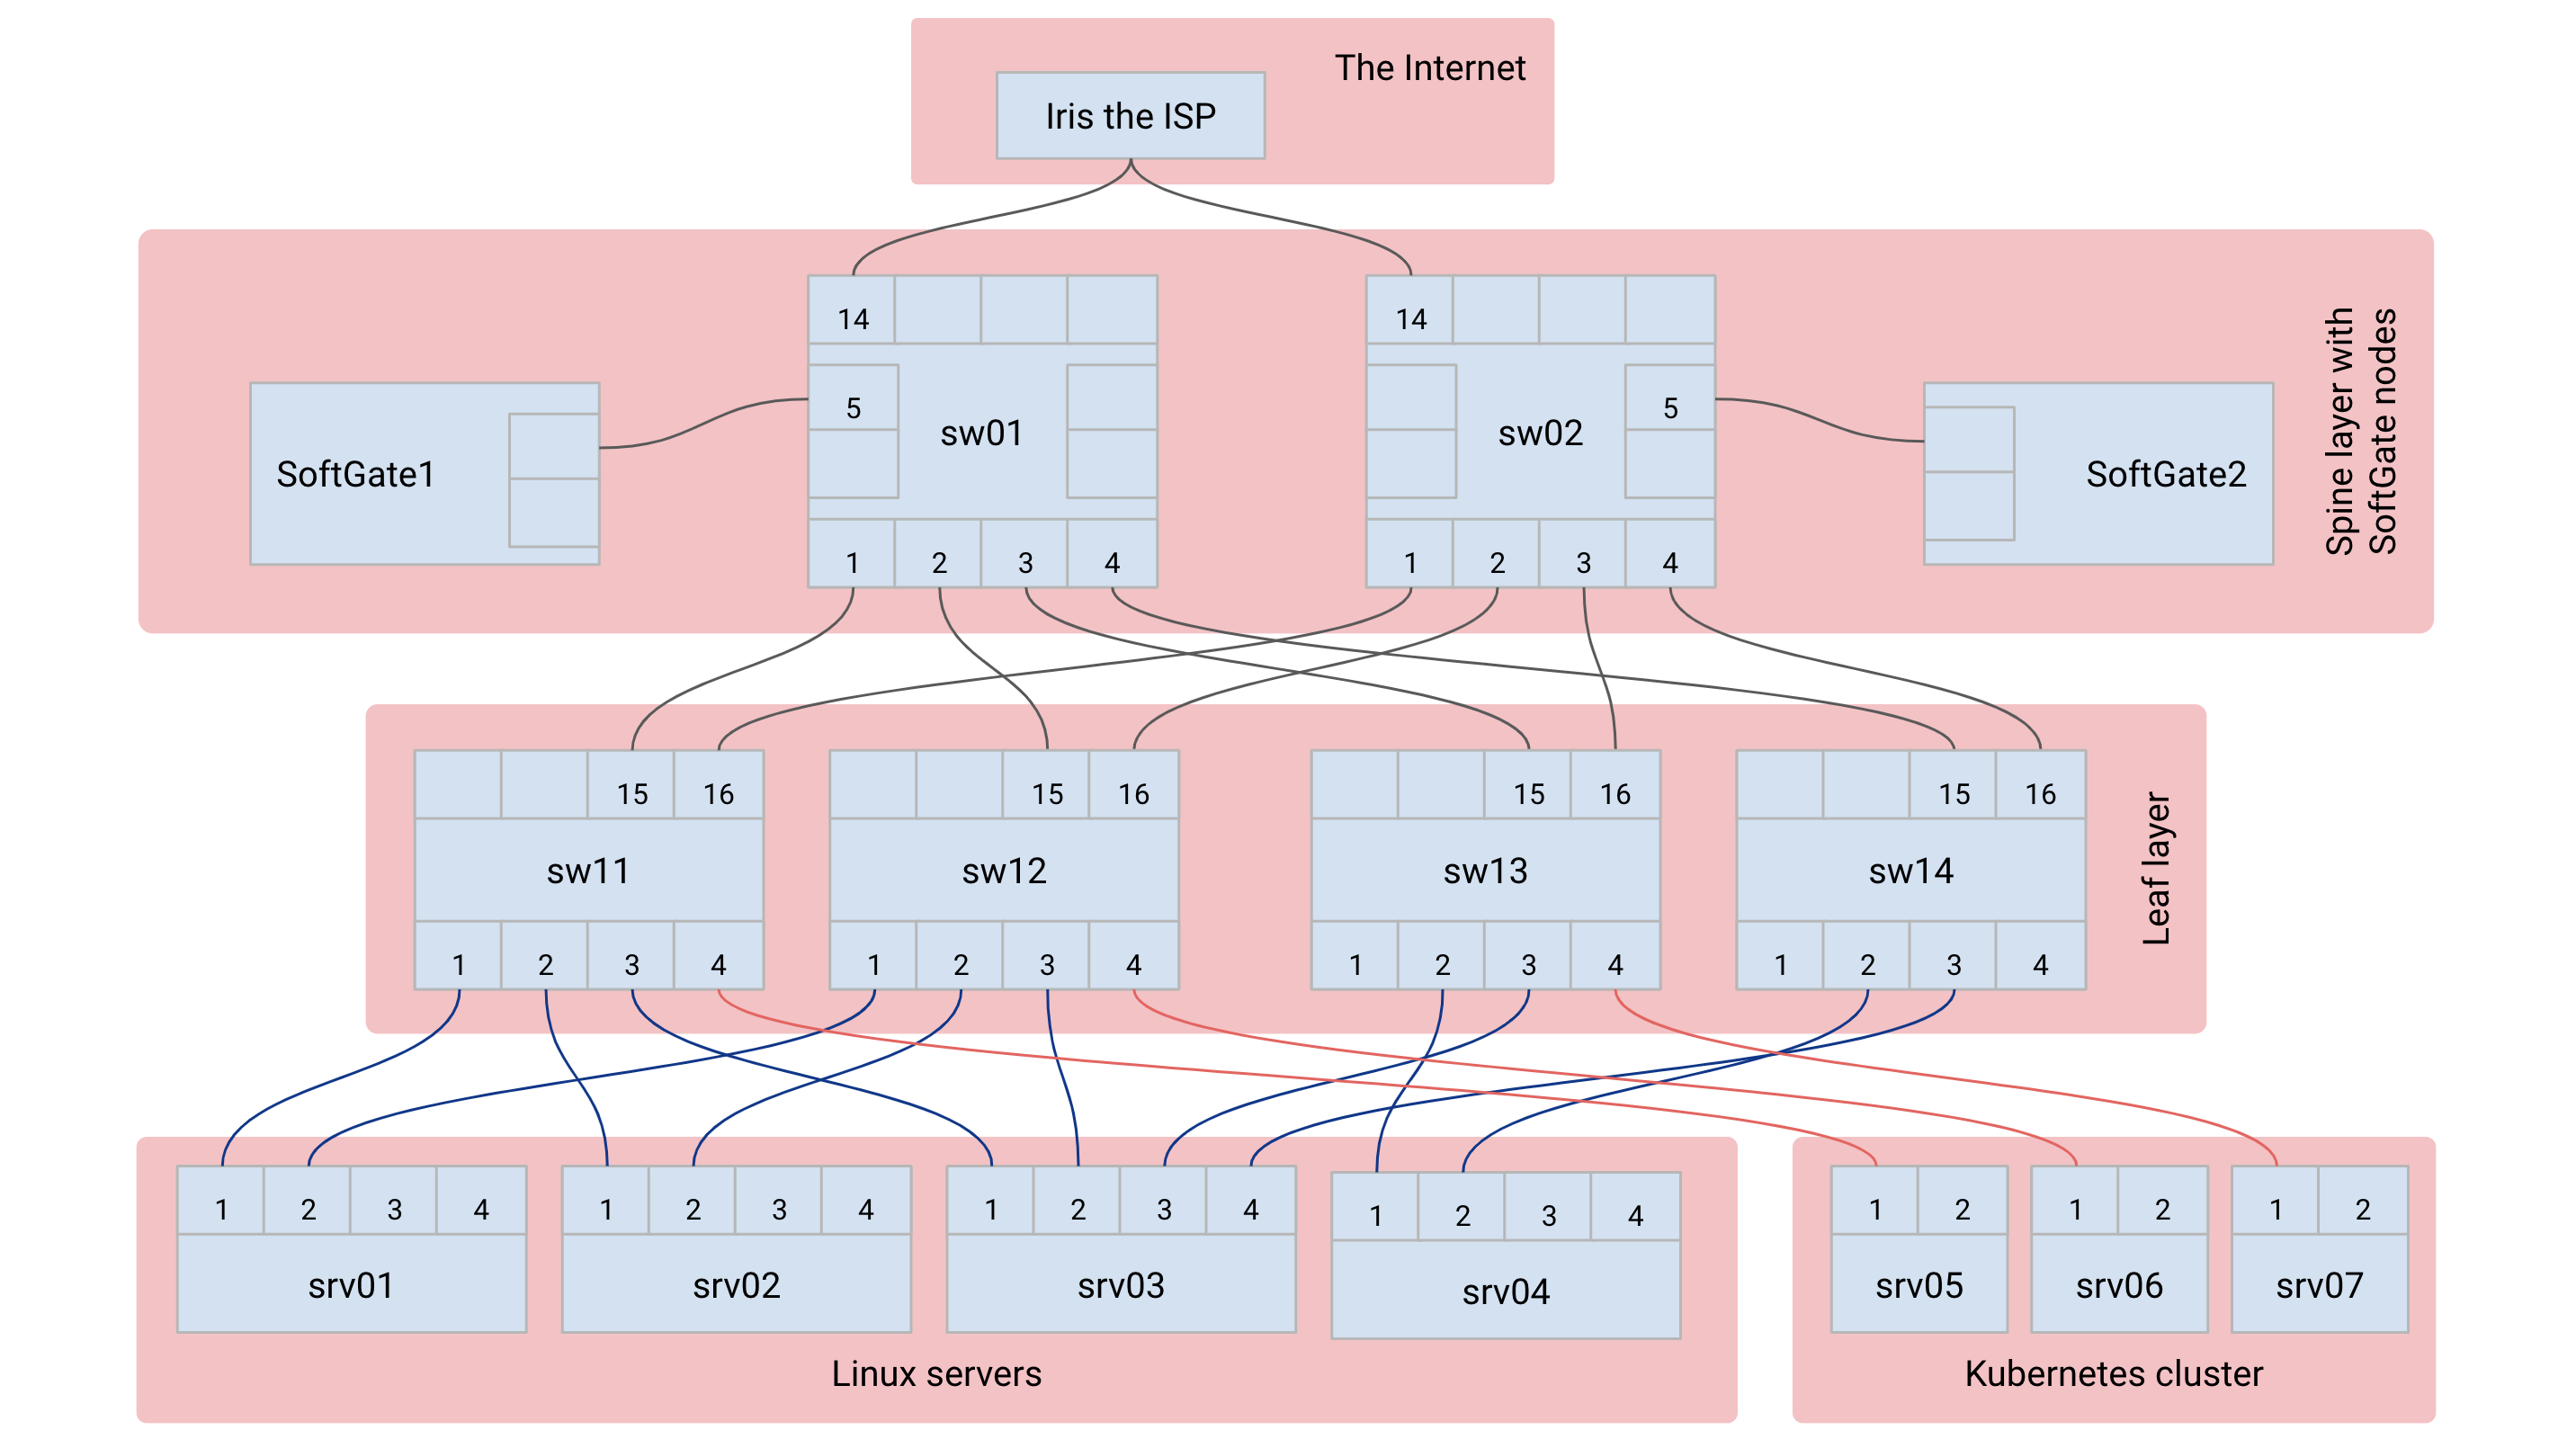 The Internet
Iris the ISP
14
14
5
sw01
sw02
5
SoftGate1
SoftGate2
Spine layer with
SoftGate nodes
1 2 3 4
1 2 3 4
15 16
15 16
15 16
15 16
sw11
sw12
sw13
sw14
Leaf layer
1 2 3 4
1 2 3 4
1 2 3 4
1 2 3 4
1 2 3 4
1 2 3 4
1 2 3 4
1 2 3 4
1 2
1 2
1 2
srv01
srv02
srv03
srv04
srv05
srv06
srv07
Linux servers
Kubernetes cluster